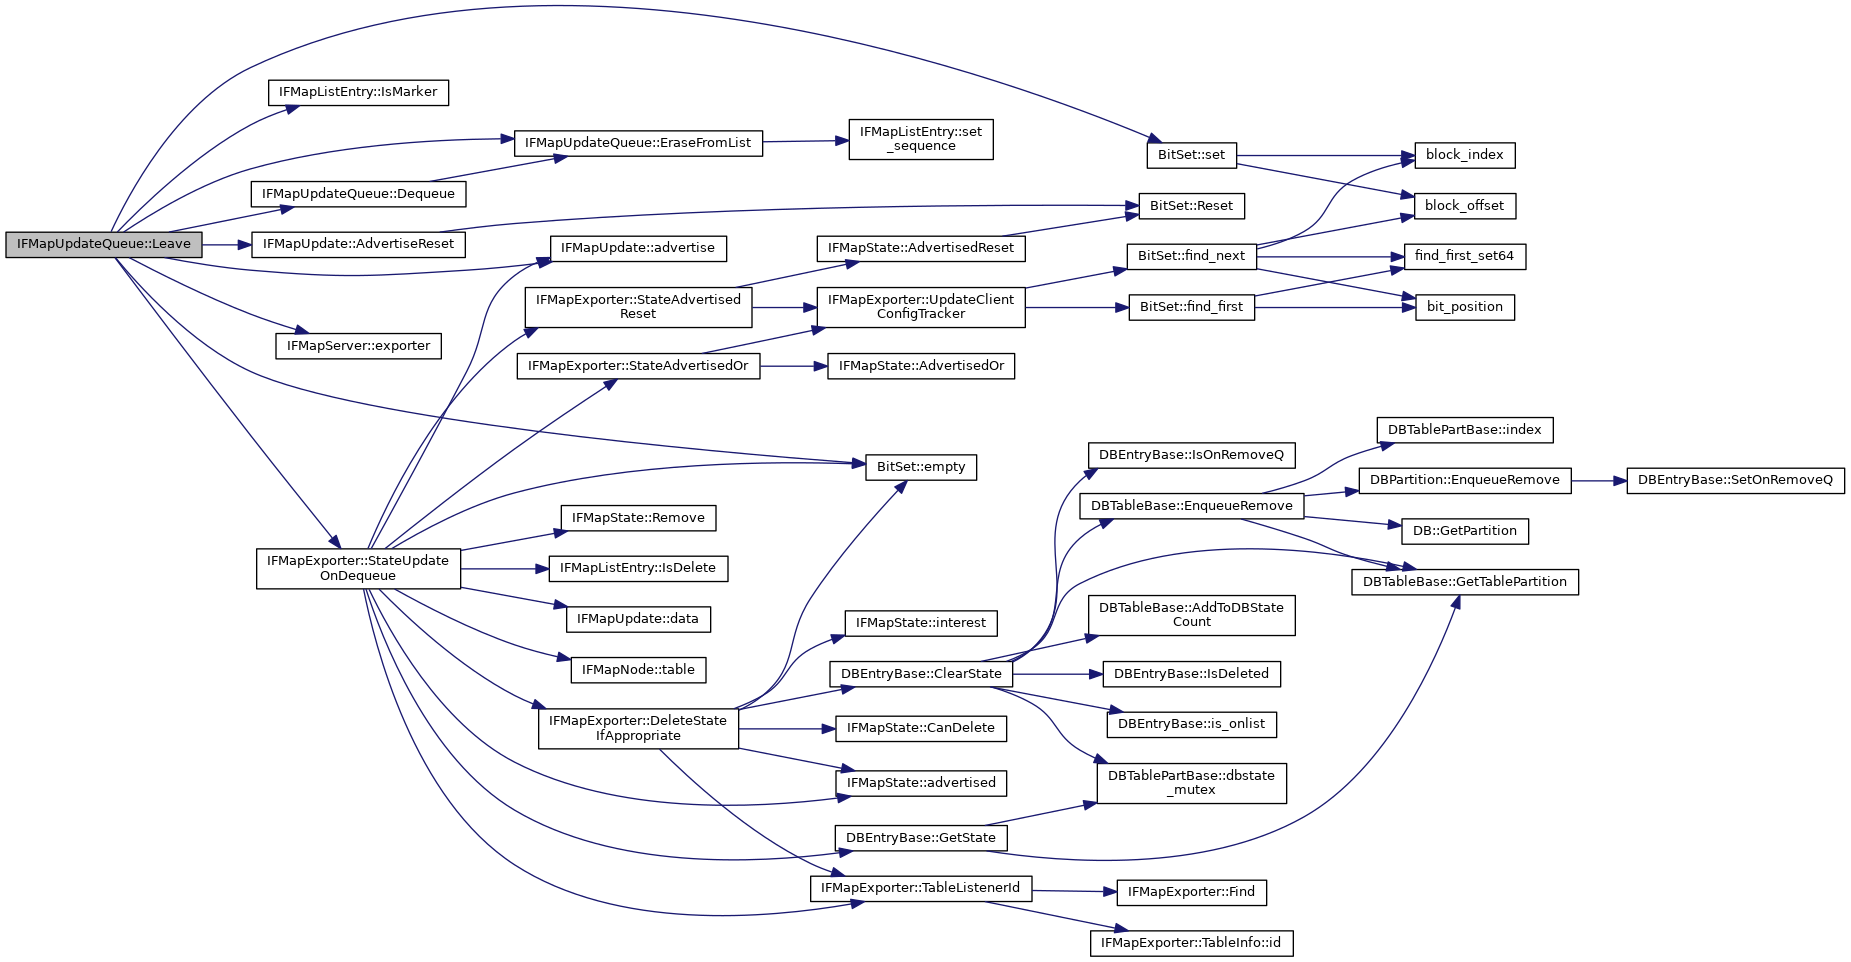 IFMapUpdateQueue::Leave
IFMapListEntry::IsMarker
IFMapUpdateQueue::Dequeue
IFMapUpdate::AdvertiseReset
IFMapServer::exporter
IFMapExporter::StateUpdate
OnDequeue
IFMapUpdateQueue::EraseFromList
IFMapUpdate::advertise
IFMapExporter::StateAdvertised
Reset
IFMapExporter::StateAdvertisedOr
IFMapState::Remove
IFMapListEntry::IsDelete
IFMapUpdate::data
IFMapNode::table
IFMapExporter::DeleteState
IfAppropriate
IFMapListEntry::set
_sequence
IFMapState::AdvertisedReset
IFMapExporter::UpdateClient
ConfigTracker
IFMapState::AdvertisedOr
BitSet::empty
IFMapState::interest
DBEntryBase::ClearState
IFMapState::CanDelete
IFMapState::advertised
DBEntryBase::GetState
IFMapExporter::TableListenerId
BitSet::set
BitSet::Reset
BitSet::find_next
BitSet::find_first
DBEntryBase::IsOnRemoveQ
DBTableBase::EnqueueRemove
DBTableBase::AddToDBState
Count
DBEntryBase::IsDeleted
DBEntryBase::is_onlist
DBTablePartBase::dbstate
_mutex
IFMapExporter::Find
IFMapExporter::TableInfo::id
block_index
block_offset
find_first_set64
bit_position
DBTablePartBase::index
DBPartition::EnqueueRemove
DB::GetPartition
DBTableBase::GetTablePartition
DBEntryBase::SetOnRemoveQ